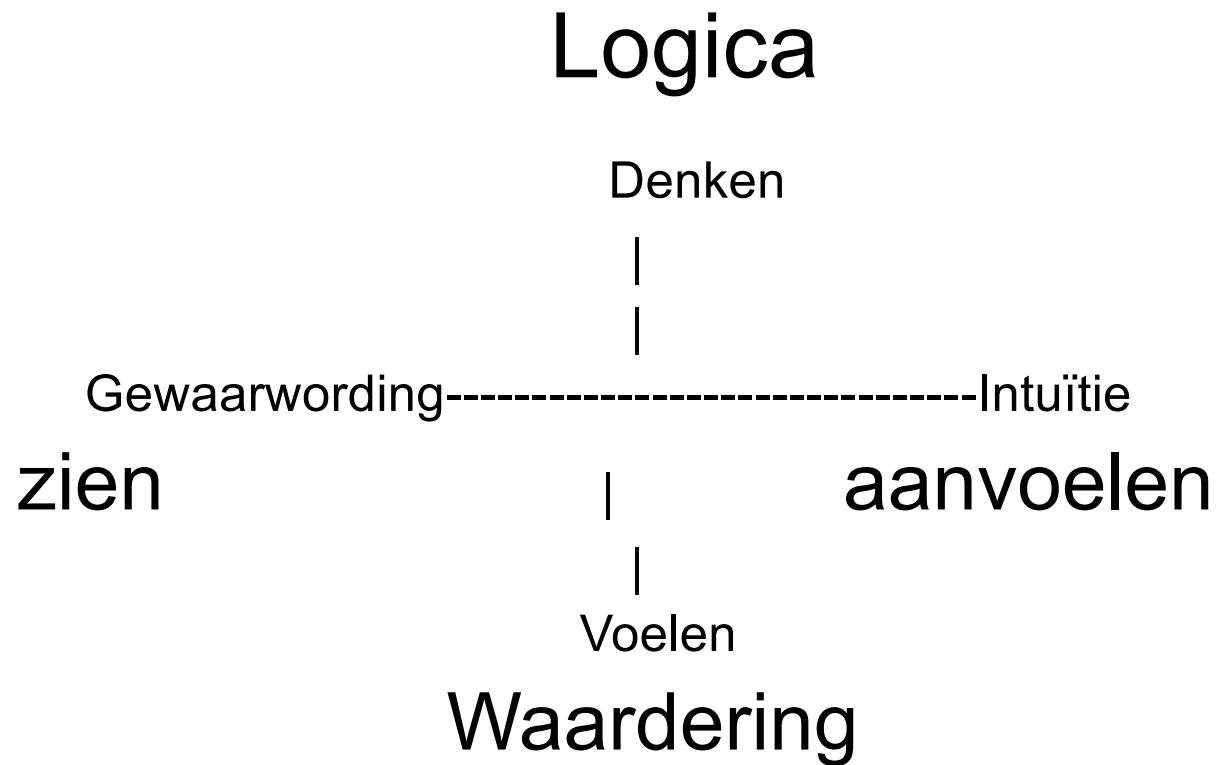 Logica
Denken
|
|
Gewaarwording-------------------------------Intuïtie
zien | aanvoelen
|
Voelen
Waardering